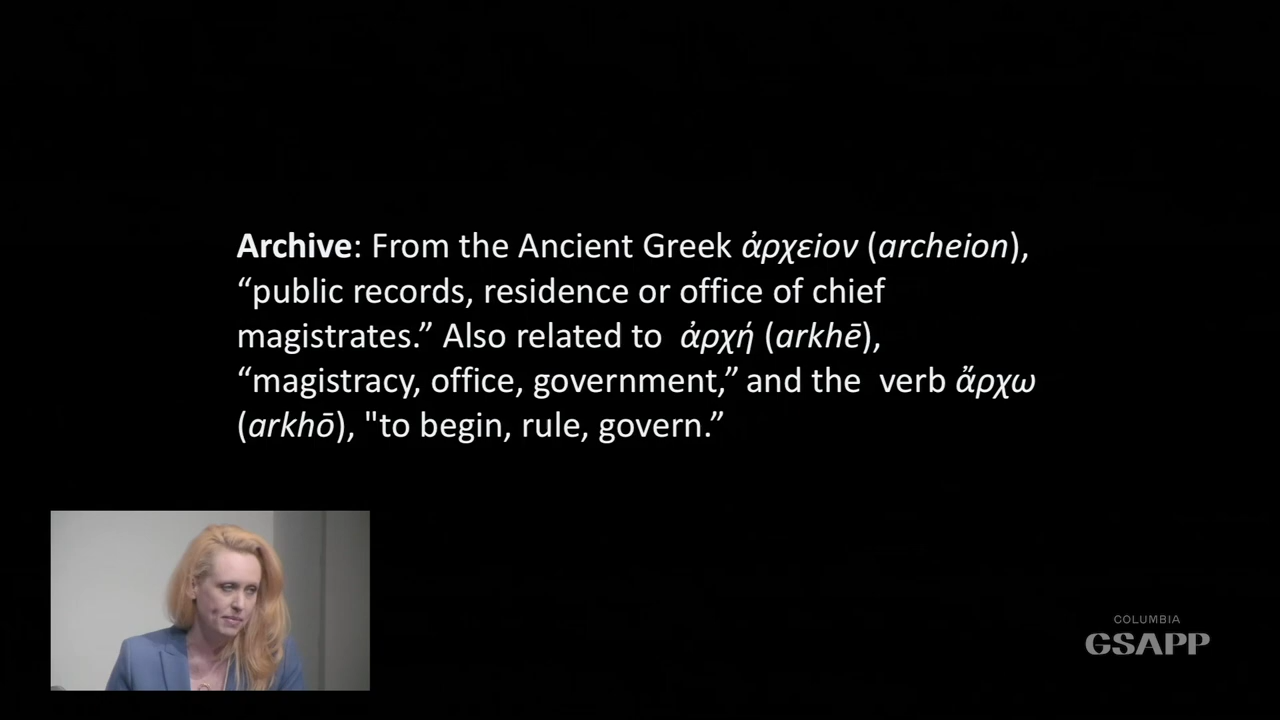 Archive: From the Ancient Greek ἀρχεῖον (archeion),
“public records, residence or office of chief
magistrates.” Also related to ἀρχή (arkhē),
“magistracy, office, government,” and the verb ἄρχω
(arkhō), "to begin, rule, govern.”
COLUMBIA
GSAPP